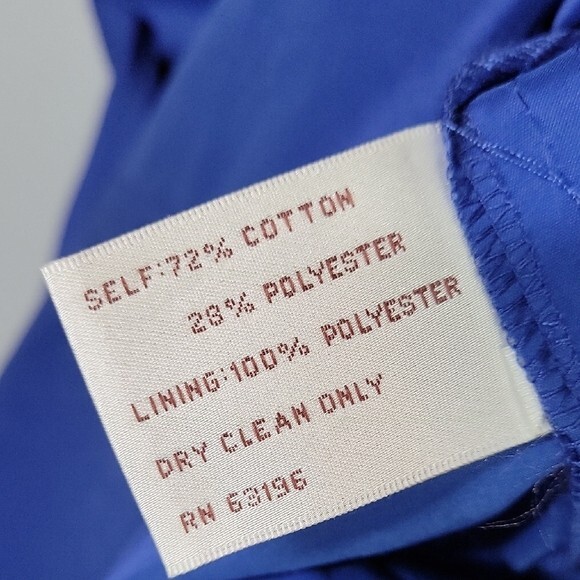 SELF:72% COTTON
28% POLYESTER
LINING:100% POLYESTER
DRY CLEAN ONLY
RN 63196